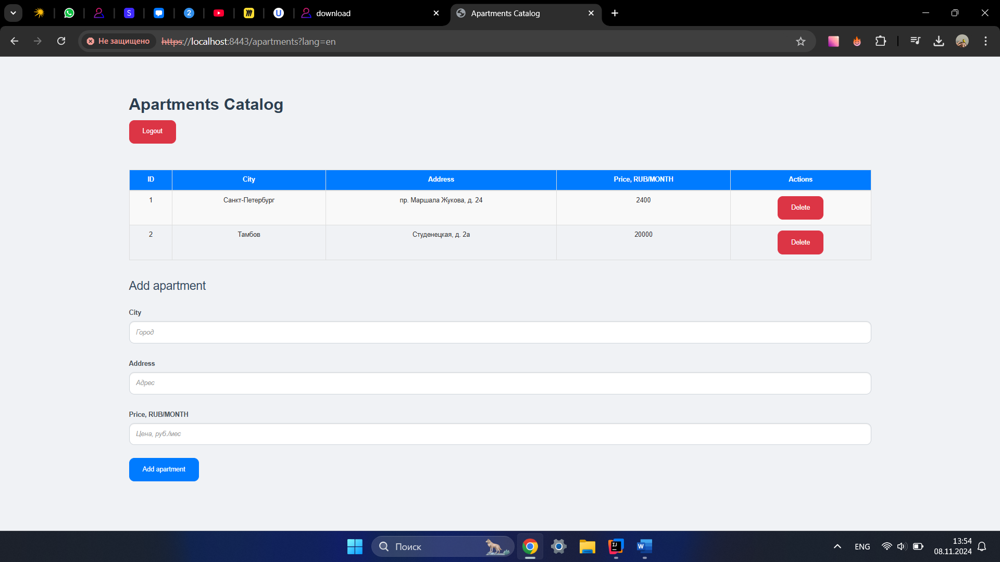 S
2
U
download
Apartments Catalog
Не защищено
https://localhost:8443/apartments?lang=en
Apartments Catalog
Logout
ID City Address Price, RUB/MONTH Actions
1 Санкт-Петербург пр. Маршала Жукова, д. 24 2400 Delete
2 Тамбов Студенецкая, д. 2а 20000 Delete
Add apartment
City
Город
Address
Адрес
Price, RUB/MONTH
Цена, руб./мес
Add apartment
Поиск
IJ
W
ENG
13:54
08.11.2024